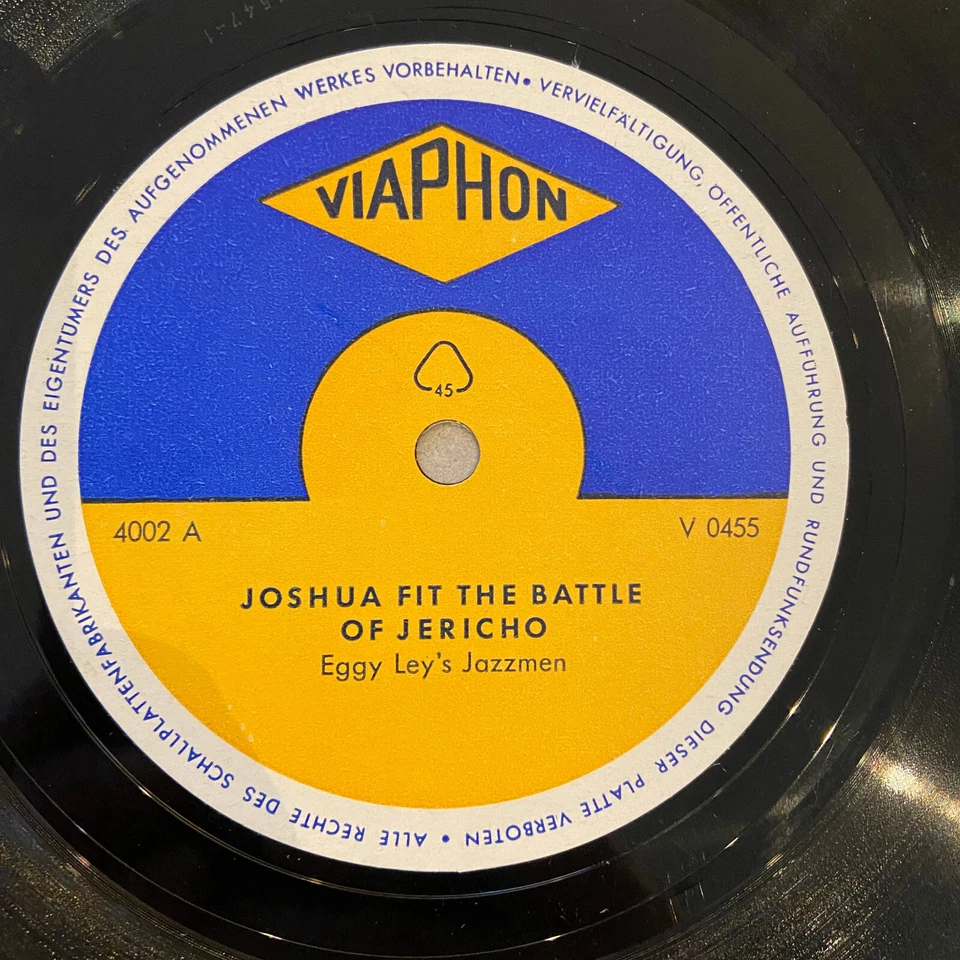 VIAPHON
45
4002 A
V 0455
JOSHUA FIT THE BATTLE
OF JERICHO
Eggy Ley's Jazzmen
ALLE RECHTE DES SCHALLPLATTENFABRIKANTEN UND DES EIGENTÜMERS DES AUFGENOMMENEN WERKES VORBEHALTEN • VERVIELFÄLTIGUNG, ÖFFENTLICHE AUFFÜHRUNG UND RUNDFUNKSENDUNG DIESER PLATTE VERBOTEN •